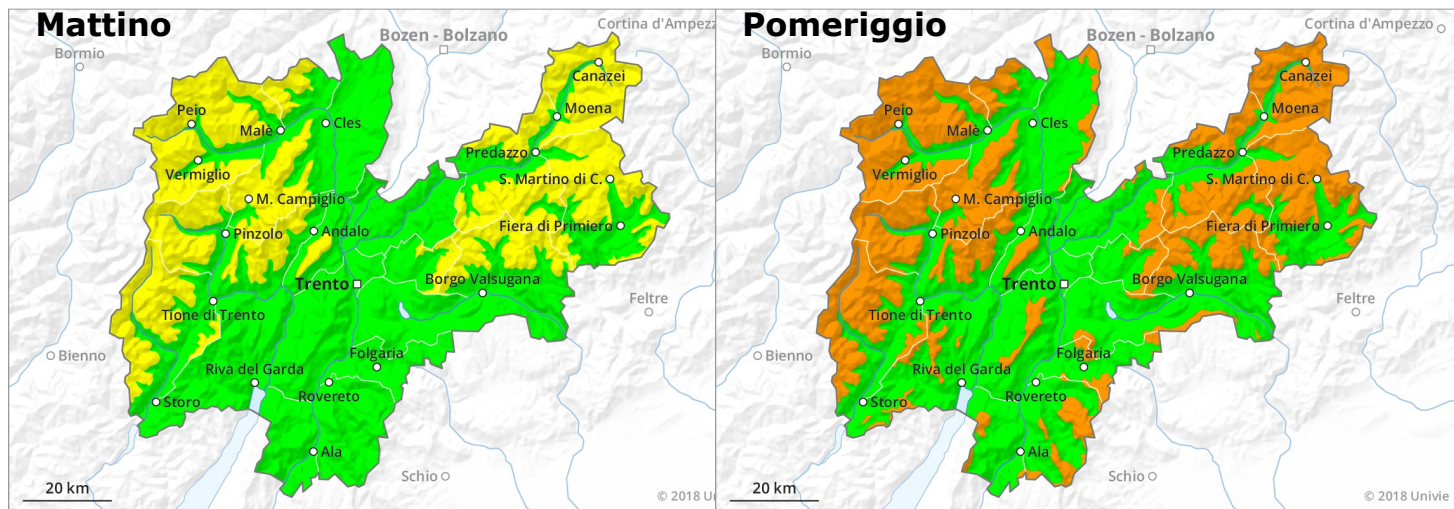 Mattino
Cortina d'Ampez
Bozen - Bolzano
Bormio
Canazei
Peio
Moena
Malè
Cles
Predazzo
Vermiglio
S. Martino di C.
M. Campiglio
Pinzolo
Andalo
Fiera di Primiero
Trento
Borgo Valsugana
Feltre
Tione di Trento
Bienno
Folgaria
Riva del Garda
Rovereto
Storo
Ala
Schio
20 km
© 2018 Uni
Pomeriggio
Cortina d'Ampezzo
Bozen - Bolzano
Bormio
Canazei
Peio
Moena
Malè
Cles
Predazzo
Vermiglio
S. Martino di C.
M. Campiglio
Pinzolo
Andalo
Fiera di Primiero
Trento
Borgo Valsugana
Feltre
Tione di Trento
Bienno
Folgaria
Riva del Garda
Rovereto
Storo
Ala
Schio
20 km
© 2018 Univie